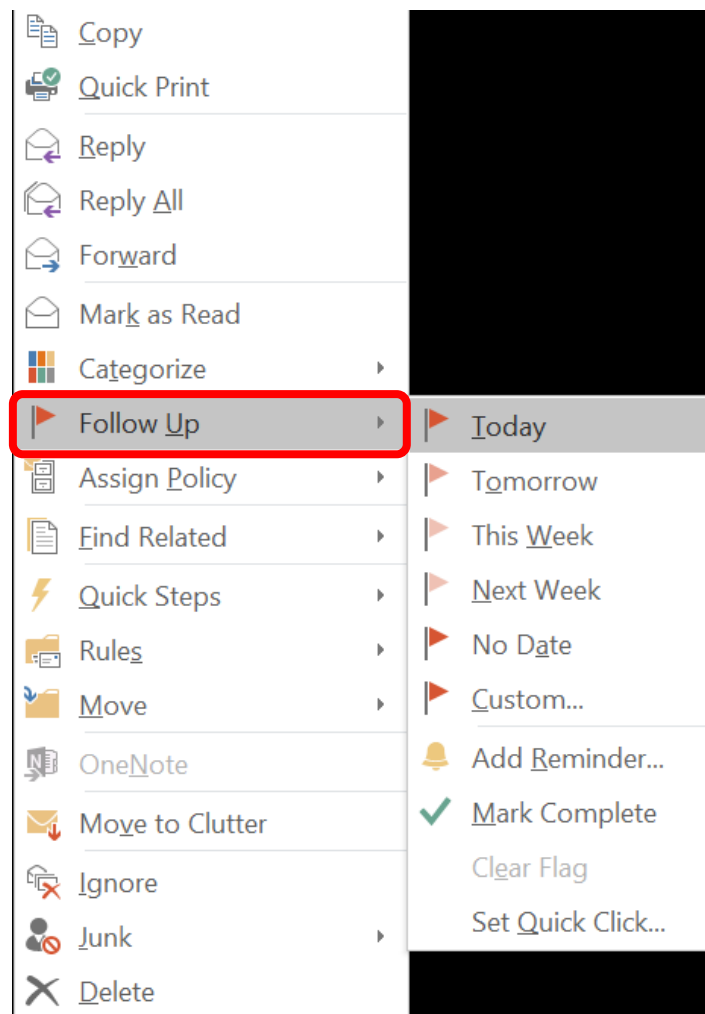 Copy
Quick Print
Reply
Reply All
Forward
Mark as Read
Categorize
Follow Up
Assign Policy
Find Related
Quick Steps
Rules
Move
OneNote
Move to Clutter
Ignore
Junk
Delete
Today
Tomorrow
This Week
Next Week
No Date
Custom...
Add Reminder...
Mark Complete
Clear Flag
Set Quick Click...